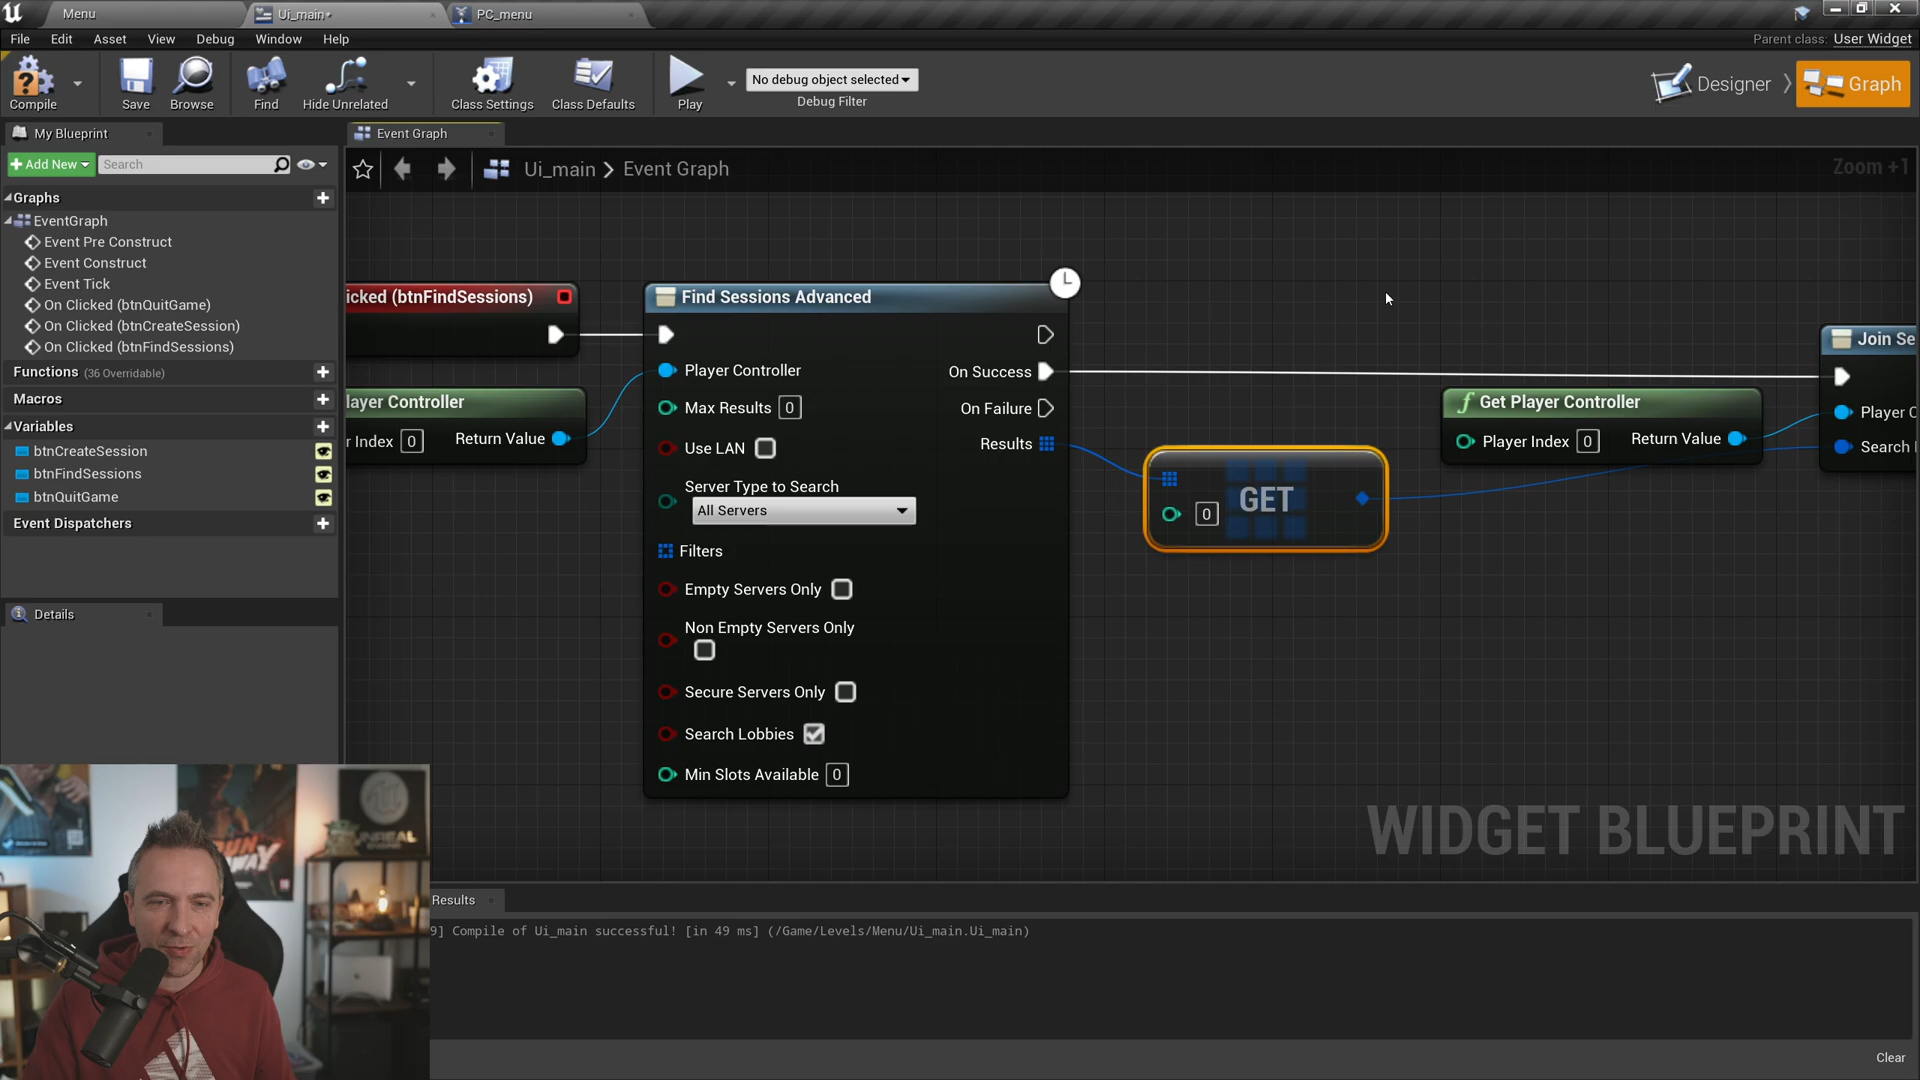 Menu
Ui_main*
PC_menu
File Edit Asset View Debug Window Help
Parent class: User Widget
Compile
Save
Browse
Find
Hide Unrelated
Class Settings
Class Defaults
Play
No debug object selected
Debug Filter
Designer
Graph
My Blueprint
Event Graph
Add New
Search
Ui_main > Event Graph
Zoom +1
Graphs
EventGraph
Event Pre Construct
Event Construct
Event Tick
On Clicked (btnQuitGame)
On Clicked (btnCreateSession)
On Clicked (btnFindSessions)
Functions (36 Overridable)
Macros
Variables
btnCreateSession
btnFindSessions
btnQuitGame
Event Dispatchers
Details
icked (btnFindSessions)
layer Controller
r Index 0
Return Value
Find Sessions Advanced
Player Controller
On Success
Max Results 0
On Failure
Use LAN
Results
Server Type to Search
All Servers
Filters
Empty Servers Only
Non Empty Servers Only
Secure Servers Only
Search Lobbies
Min Slots Available 0
0
GET
Get Player Controller
Player Index 0
Return Value
Join Se
Player C
Search
WIDGET BLUEPRINT
Results
9] Compile of Ui_main successful! [in 49 ms] (/Game/Levels/Menu/Ui_main.Ui_main)
Clear